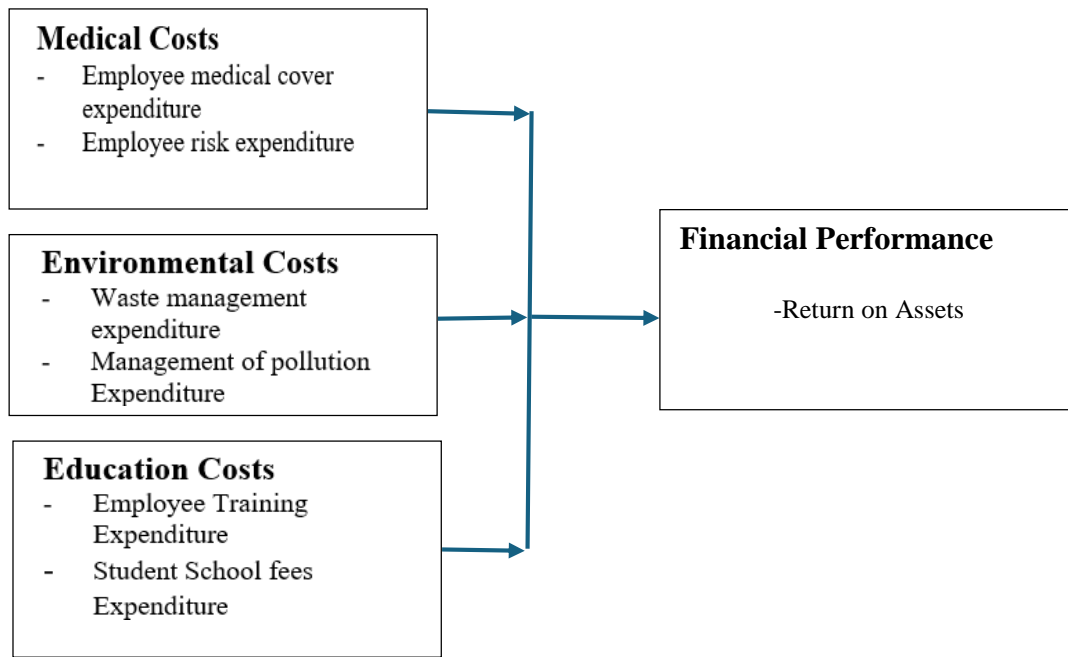 Medical Costs
- Employee medical cover
expenditure
- Employee risk expenditure
Environmental Costs
- Waste management
expenditure
- Management of pollution
Expenditure
Education Costs
- Employee Training
Expenditure
- Student School fees
Expenditure
Financial Performance
-Return on Assets